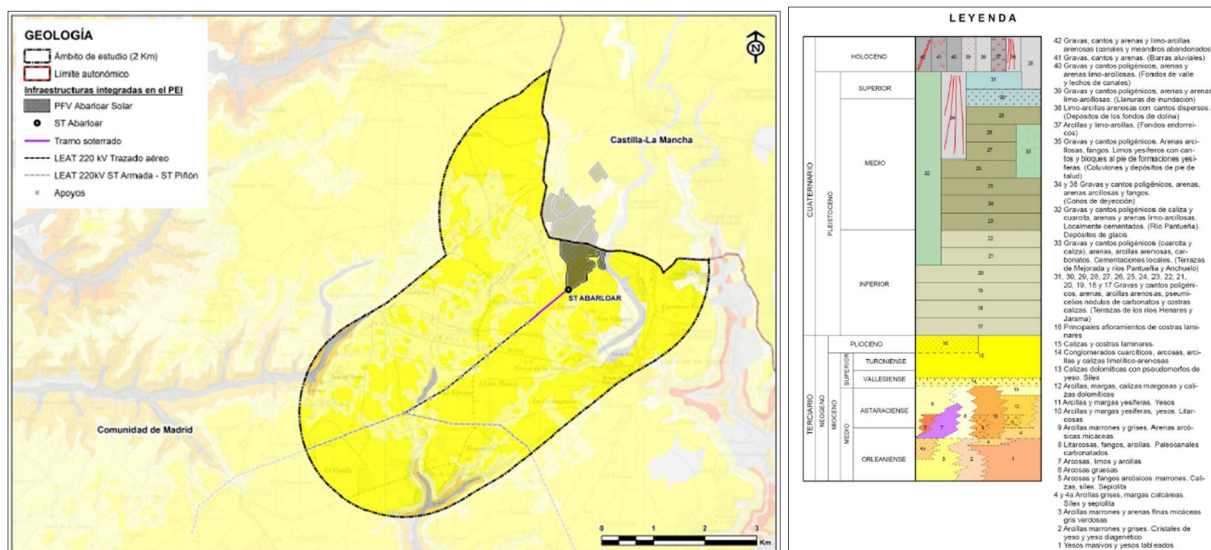 GEOLOGÍA
Ámbito de estudio (2 Km)
Límite autonómico
Infraestructuras integradas en el PEI
PFV Abarloar Solar
ST Abarloar
Tramo soterrado
LEAT 220 kV Trazado aéreo
LEAT 220kV ST Armada - ST Piñón
Apoyos
N
Castilla-La Mancha
ST ABARLOAR
Comunidad de Madrid
0 1 2 3
Km
LEYENDA
CUATERNARIO
HOLOCENO
PLEISTOCENO
SUPERIOR
MEDIO
INFERIOR
TERCIARIO
NEOGENO
PLIOCENO
MIOCENO
SUPERIOR
TUROLIENSE
VALLESIENSE
MEDIO
ASTARACIENSE
ORLEANIENSE
42 Gravas, cantos y arenas y limo-arcillas
arenosas (canales y meandros abandonados)
41 Gravas, cantos y arenas. (Barras aluviales)
40 Gravas y cantos poligénicos, arenas y
arenas limo-arcillosas. (Fondos de valle
y lechos de canales)
39 Gravas y cantos poligénicos, arenas y arenas
limo-arcillosas. (Llanuras de inundación)
38 Limo-arcillas arenosas con cantos dispersos.
(Depósitos de los fondos de dolina)
37 Arcillas y limo-arcillas. (Fondos endorrei-
cos)
35 Gravas y cantos poligénicos. Arenas arci-
llosas, fangos. Limos yesíferos con can-
tos y bloques al pie de formaciones yesí-
feras. (Coluviones y depósitos de pie de
talud)
34 y 36 Gravas y cantos poligénicos, arenas,
arenas arcillosas y fangos.
(Conos de deyección)
32 Gravas y cantos poligénicos de caliza y
cuarcita, arenas y arenas limo-arcillosas.
Localmente cementados. (Río Pantueña).
Depósitos de glacis
33 Gravas y cantos poligénicos (cuarcita y
caliza), arenas, arcillas arenosas, car-
bonatos. Cementaciones locales. (Terrazas
de Mejorada y ríos Pantueña y Anchuelo)
31, 30, 29, 28, 27, 26, 25, 24, 23, 22, 21,
20, 19, 18 y 17 Gravas y cantos poligéni-
cos, arenas, arcillas arenosas, pseumi-
celios nódulos de carbonatos y costras
calizas. (Terrazas de los ríos Henares y
Jarama)
16 Principales afloramientos de costras lami-
nares
15 Calizas y costras laminares
14 Conglomerados cuarcíticos, arcosas, arci-
llas y calizas limolítico-arenosas
13 Calizas dolomíticas con pseudomorfos de
yeso. Sílex
12 Arcillas, margas, calizas margosas y cali-
zas dolomíticas
11 Arcillas y margas yesíferas. Yesos
10 Arcillas y margas yesíferas, yesos. Litar-
cosas
9 Arcillas marrones y grises. Arenas arcó-
sicas micáceas
8 Litarcosas, fangos, arcillas. Paleocanales
carbonatados
7 Arcosas, limos y arcillas
6 Arcosas gruesas
5 Arcosas y fangos arcósicos marrones. Cali-
zas, sílex. Sepiolita
4 y 4a Arcillas grises, margas calcáreas.
Sílex y sepiolita
3 Arcillas marrones y arenas finas micáceas
gris verdosas
2 Arcillas marrones y grises. Cristales de
yeso y yeso diagenético
1 Yesos masivos y yesos tableados